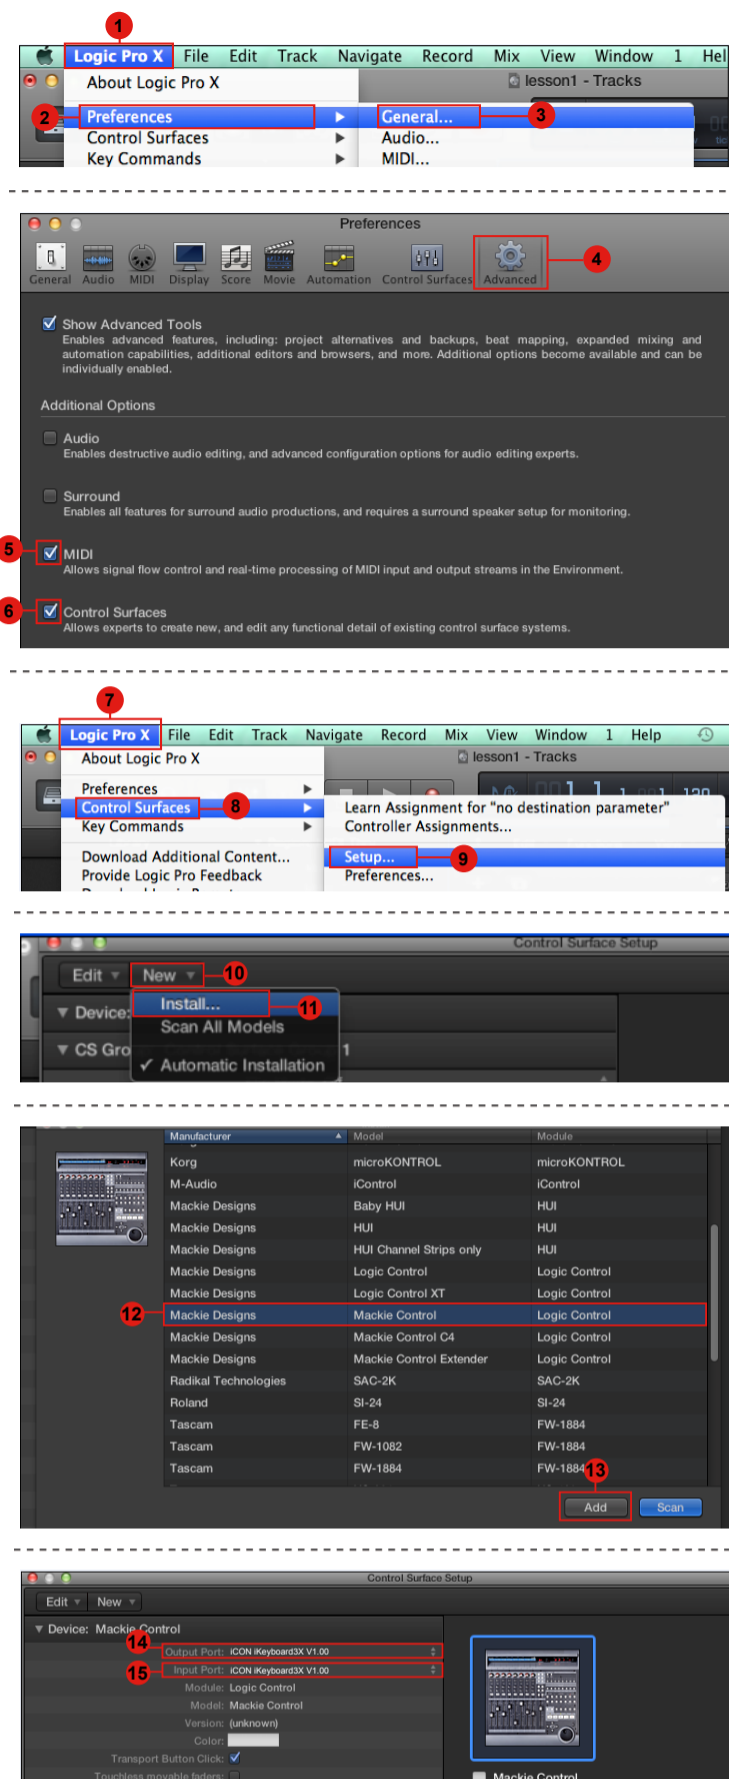 1
Logic Pro X File Edit Track Navigate Record Mix View Window 1 Hel
About Logic Pro X
lesson1 - Tracks
2
Preferences
General...
3
Control Surfaces
Audio...
Key Commands
MIDI...
Preferences
General Audio MIDI Display Score Movie Automation Control Surfaces Advanced
4
Show Advanced Tools
Enables advanced features, including: project alternatives and backups, beat mapping, expanded mixing and
automation capabilities, additional editors and browsers, and more. Additional options become available and can be
individually enabled.
Additional Options
Audio
Enables destructive audio editing, and advanced configuration options for audio editing experts.
Surround
Enables all features for surround audio productions, and requires a surround speaker setup for monitoring.
5
MIDI
Allows signal flow control and real-time processing of MIDI input and output streams in the Environment.
6
Control Surfaces
Allows experts to create new, and edit any functional detail of existing control surface systems.
7
Logic Pro X File Edit Track Navigate Record Mix View Window 1 Help
About Logic Pro X
lesson1 - Tracks
Preferences
Control Surfaces
8
Learn Assignment for "no destination parameter"
Key Commands
Controller Assignments...
Download Additional Content...
Setup...
9
Provide Logic Pro Feedback
Preferences...
Control Surface Setup
Edit New
10
Device:
Install...
11
Scan All Models
CS Gro
1
✓ Automatic Installation
Manufacturer Model Module
Korg microKONTROL microKONTROL
M-Audio iControl iControl
Mackie Designs Baby HUI HUI
Mackie Designs HUI HUI
Mackie Designs HUI Channel Strips only HUI
Mackie Designs Logic Control Logic Control
Mackie Designs Logic Control XT Logic Control
12
Mackie Designs Mackie Control Logic Control
Mackie Designs Mackie Control C4 Logic Control
Mackie Designs Mackie Control Extender Logic Control
Radikal Technologies SAC-2K SAC-2K
Roland SI-24 SI-24
Tascam FE-8 FW-1884
Tascam FW-1082 FW-1884
Tascam FW-1884 FW-1884
13
Add Scan
Control Surface Setup
Edit New
Device: Mackie Control
14
Output Port: iCON iKeyboard3X V1.00
15
Input Port: iCON iKeyboard3X V1.00
Module: Logic Control
Model: Mackie Control
Version: (unknown)
Color:
Transport Button Click:
Touchless movable faders:
Mackie Control